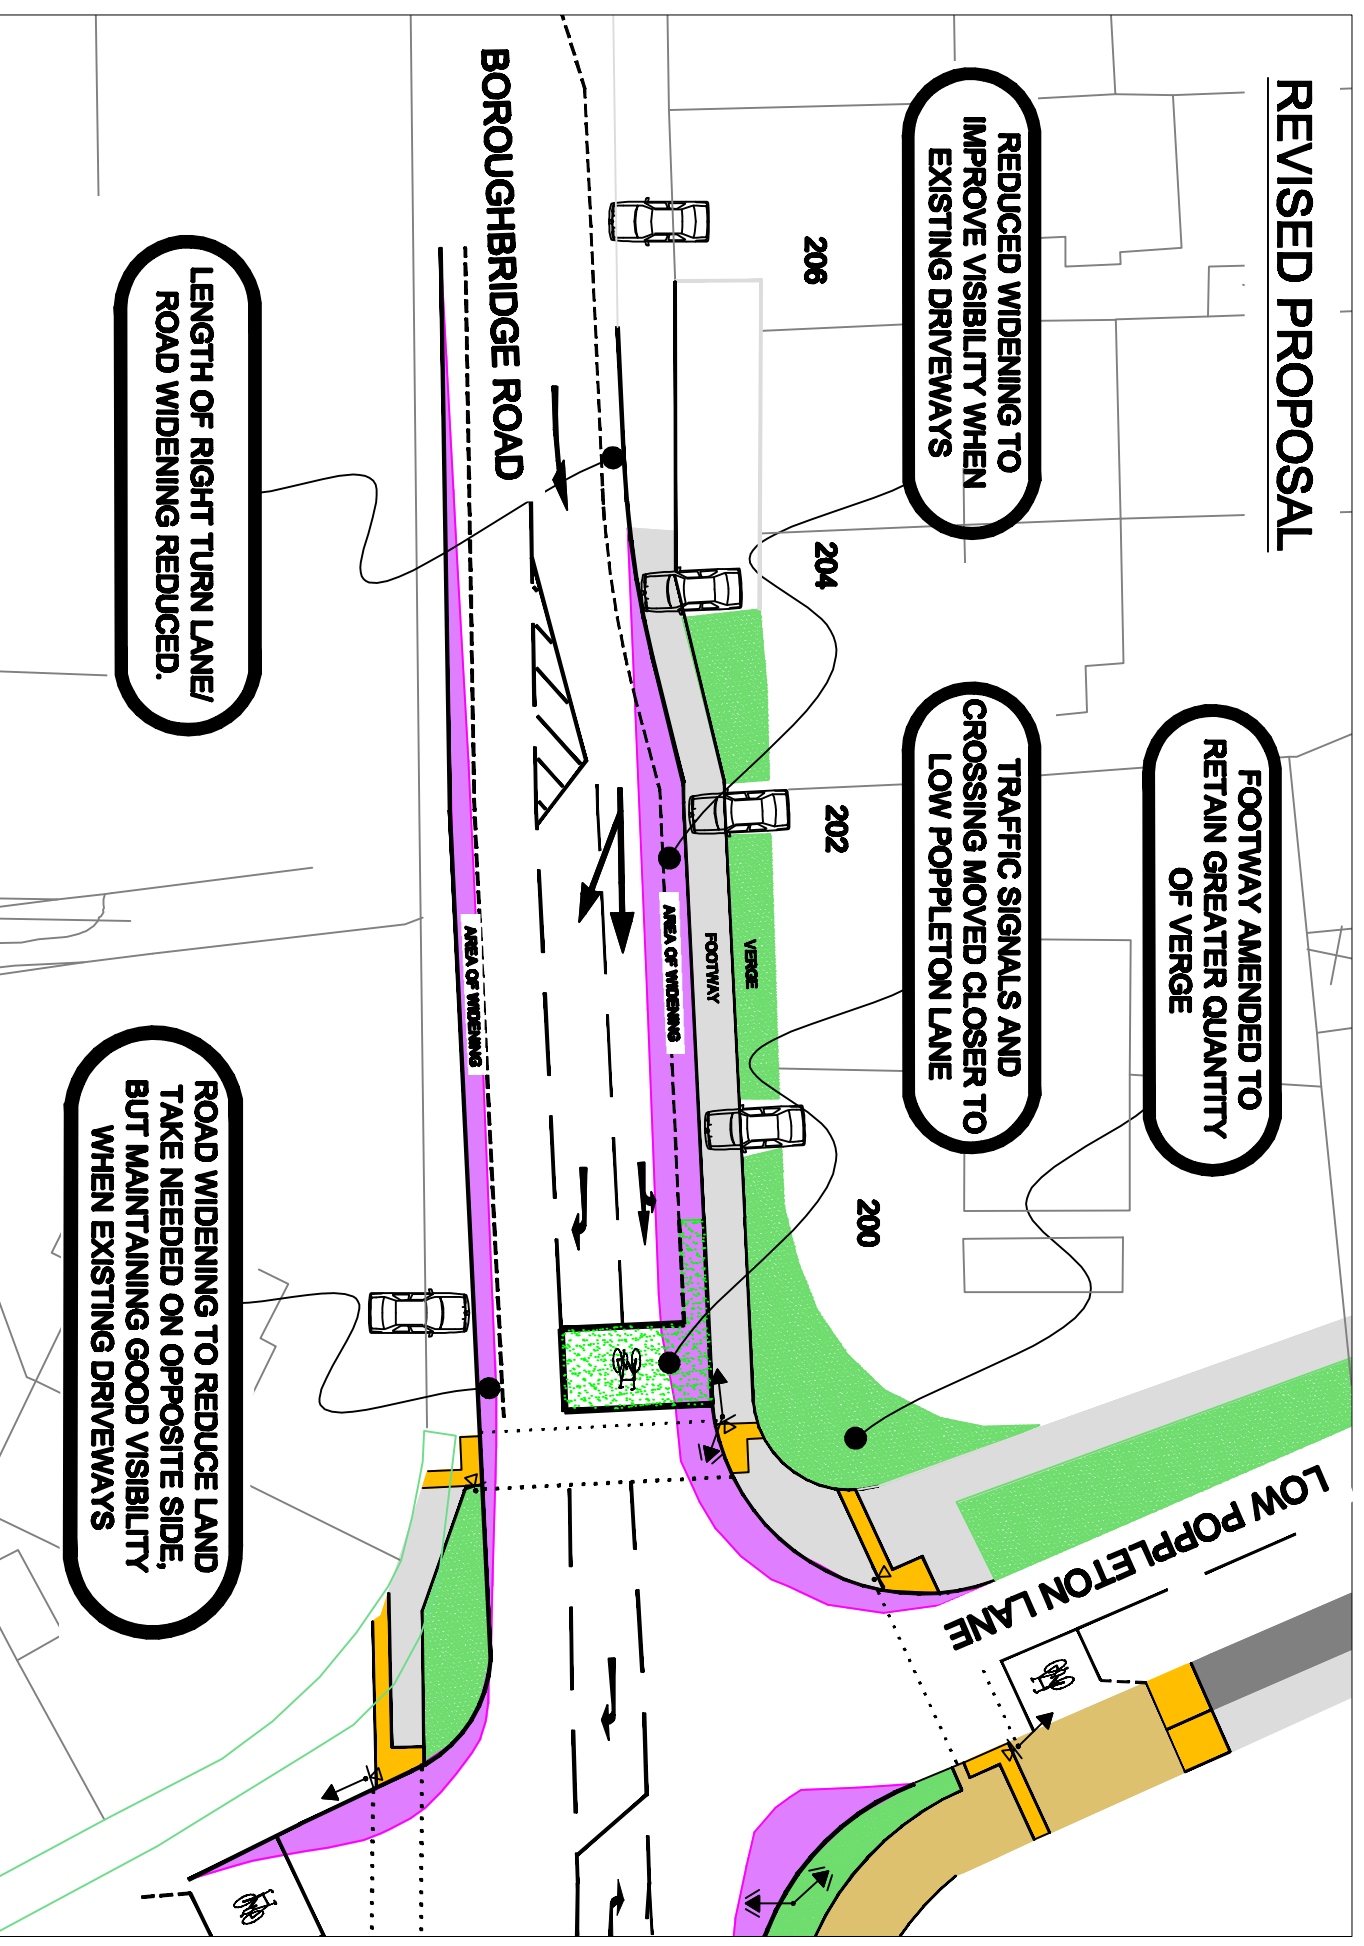 REVISED PROPOSAL
FOOTWAY AMENDED TO
RETAIN GREATER QUANTITY
OF VERGE
REDUCED WIDENING TO
IMPROVE VISIBILITY WHEN
EXISTING DRIVEWAYS
TRAFFIC SIGNALS AND
CROSSING MOVED CLOSER TO
LOW POPPLETON LANE
206
204
202
200
LOW POPPLETON LANE
VERGE
FOOTWAY
AREA OF WIDENING
BOROUGHBRIDGE ROAD
AREA OF WIDENING
LENGTH OF RIGHT TURN LANE/
ROAD WIDENING REDUCED.
ROAD WIDENING TO REDUCE LAND
TAKE NEEDED ON OPPOSITE SIDE,
BUT MAINTAINING GOOD VISIBILITY
WHEN EXISTING DRIVEWAYS